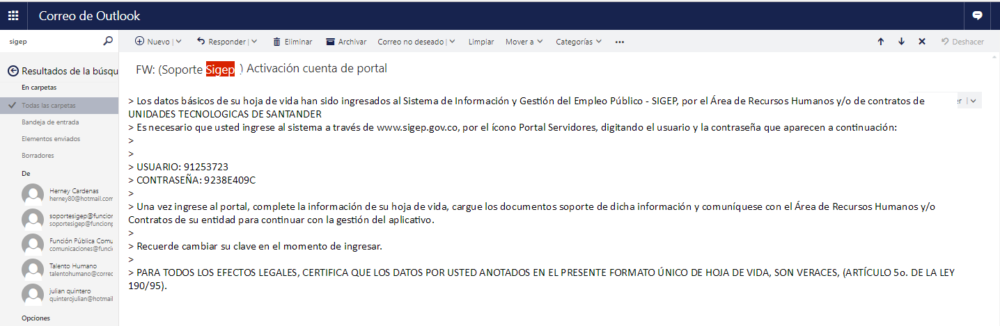 Correo de Outlook
sigep
Nuevo
Responder
Eliminar
Archivar
Correo no deseado
Limpiar
Mover a
Categorías
Deshacer
Resultados de la búsqu
En carpetas
Todas las carpetas
Bandeja de entrada
Elementos enviados
Borradores
De
Herney Cardenas
herney80@hotmail.com
soportesigep@funcior
soportesigep@funcionp
Función Pública Comu
comunicaciones@funci
Talento Humano
talentohumano@correc
julian quintero
quinterojulian@hotmail
Opciones
FW: (Soporte Sigep ) Activación cuenta de portal
> Los datos básicos de su hoja de vida han sido ingresados al Sistema de Información y Gestión del Empleo Público - SIGEP, por el Área de Recursos Humanos y/o de contratos de
UNIDADES TECNOLOGICAS DE SANTANDER
> Es necesario que usted ingrese al sistema a través de www.sigep.gov.co, por el ícono Portal Servidores, digitando el usuario y la contraseña que aparecen a continuación:
>
>
> USUARIO: 91253723
> CONTRASEÑA: 9238E409C
>
> Una vez ingrese al portal, complete la información de su hoja de vida, cargue los documentos soporte de dicha información y comuníquese con el Área de Recursos Humanos y/o
Contratos de su entidad para continuar con la gestión del aplicativo.
>
> Recuerde cambiar su clave en el momento de ingresar.
>
> PARA TODOS LOS EFECTOS LEGALES, CERTIFICA QUE LOS DATOS POR USTED ANOTADOS EN EL PRESENTE FORMATO ÚNICO DE HOJA DE VIDA, SON VERACES, (ARTÍCULO 5o. DE LA LEY
190/95).